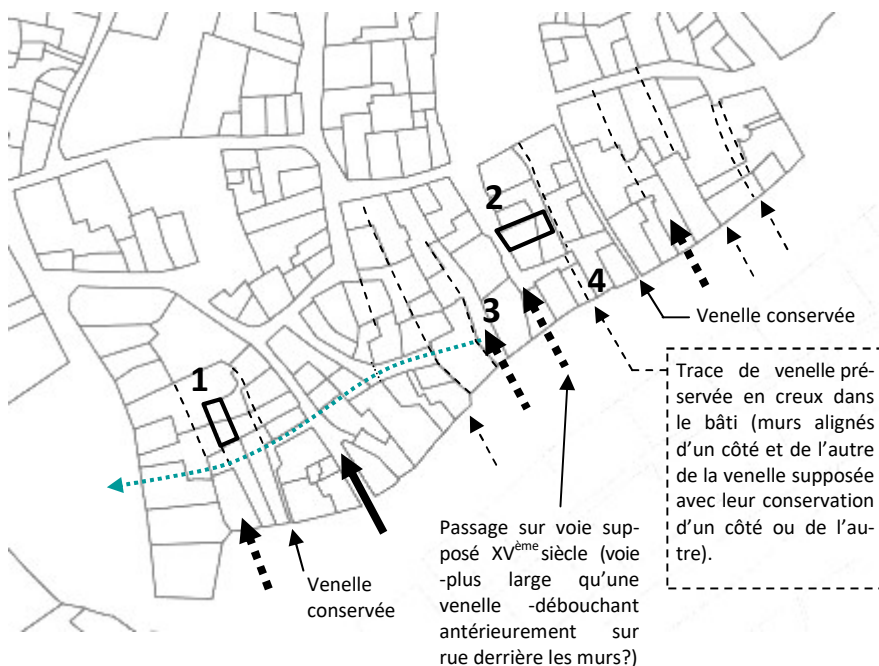 2
4
3
1
Venelle conservée
Trace de venelle pré-
servée en creux dans
le bâti (murs alignés
d’un côté et de l’autre
de la venelle supposée
avec leur conservation
d’un côté ou de l’au-
tre).
Passage sur voie sup-
posé XVème siècle (voie
-plus large qu’une
venelle -débouchant
antérieurement sur
rue derrière les murs?)
Venelle
conservée